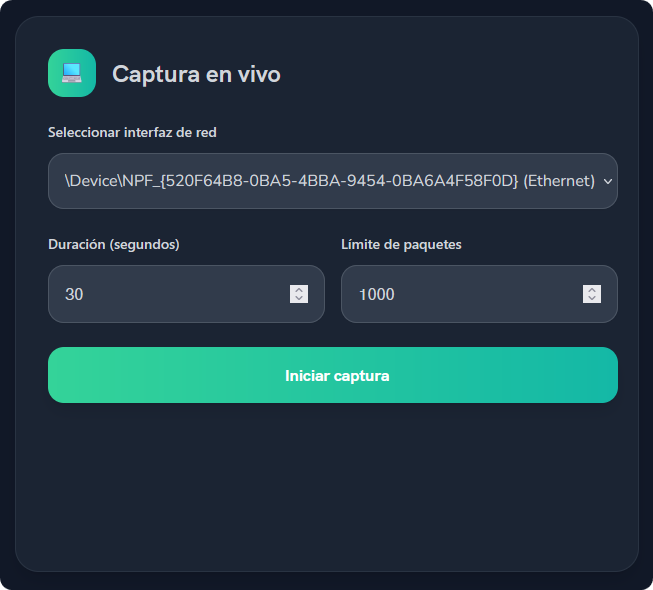 Captura en vivo
Seleccionar interfaz de red
\Device\NPF_{520F64B8-0BA5-4BBA-9454-0BA6A4F58F0D} (Ethernet)
Duración (segundos)
Límite de paquetes
30
1000
Iniciar captura